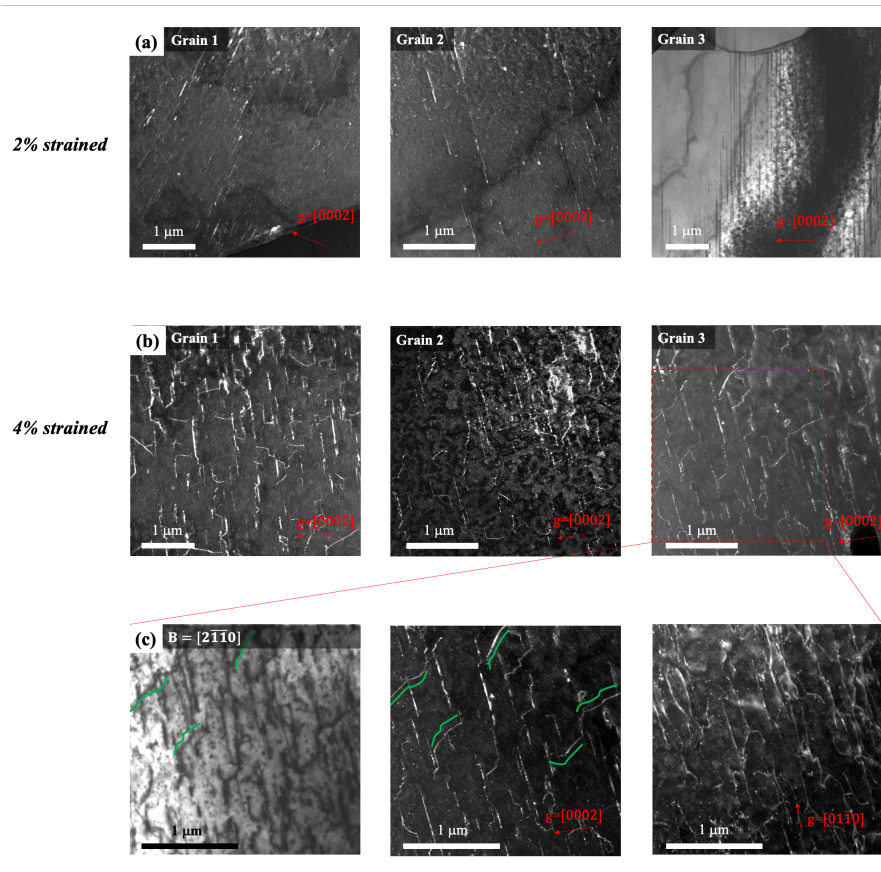 (a) Grain 1
Grain 2
Grain 3
2% strained
g=[0002]
g=[0002]
g=[0002]
1 μm
1 μm
1 μm
(b) Grain 1
Grain 2
Grain 3
4% strained
g=[0002]
g=[0002]
g=[0002]
1 μm
1 μm
1 μm
(c) B = [21̅1̅0]
g=[0002]
g=[011̅0]
1 μm
1 μm
1 μm